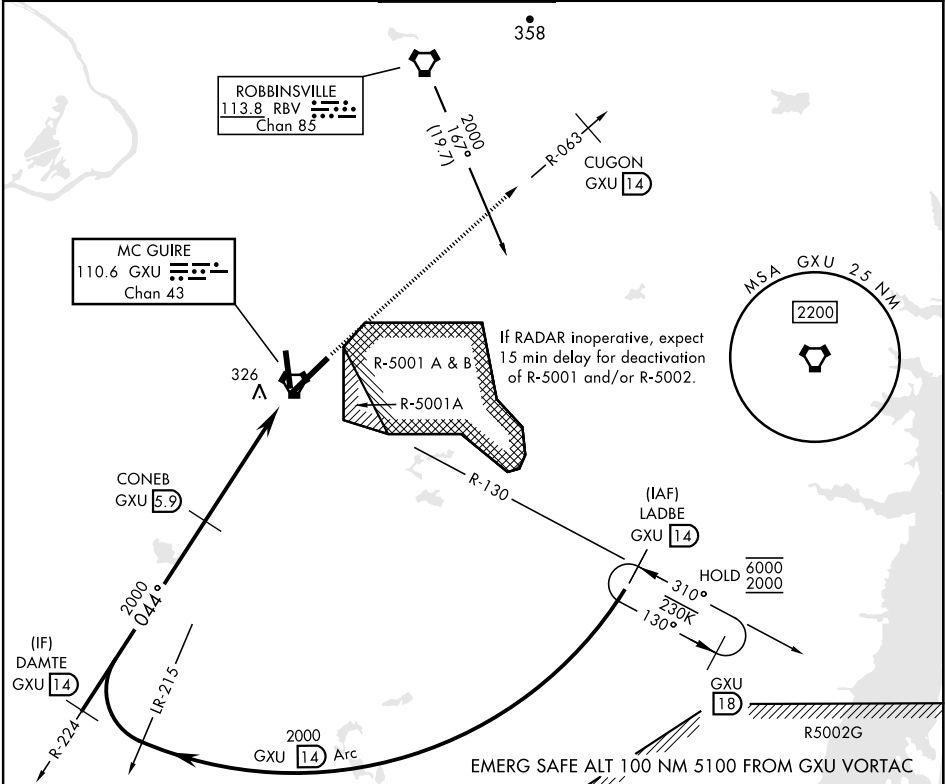 358
ROBBINSVILLE
113.8 RBV
Chan 85
2000
167°
(19.7)
R-063
CUGON
GXU 14
MC GUIRE
110.6 GXU
Chan 43
MSA GXU 25 NM
2200
326
R-5001 A & B
R-5001A
If RADAR inoperative, expect
15 min delay for deactivation
of R-5001 and/or R-5002.
R-130
CONEB
GXU 5.9
(IAF)
LADBE
GXU 14
HOLD 6000
2000
310°
230K
130°
2000
044°
(IF)
DAMTE
GXU 14
LR-215
R-224
GXU
18
R5002G
2000
GXU 14 Arc
EMERG SAFE ALT 100 NM 5100 FROM GXU VORTAC